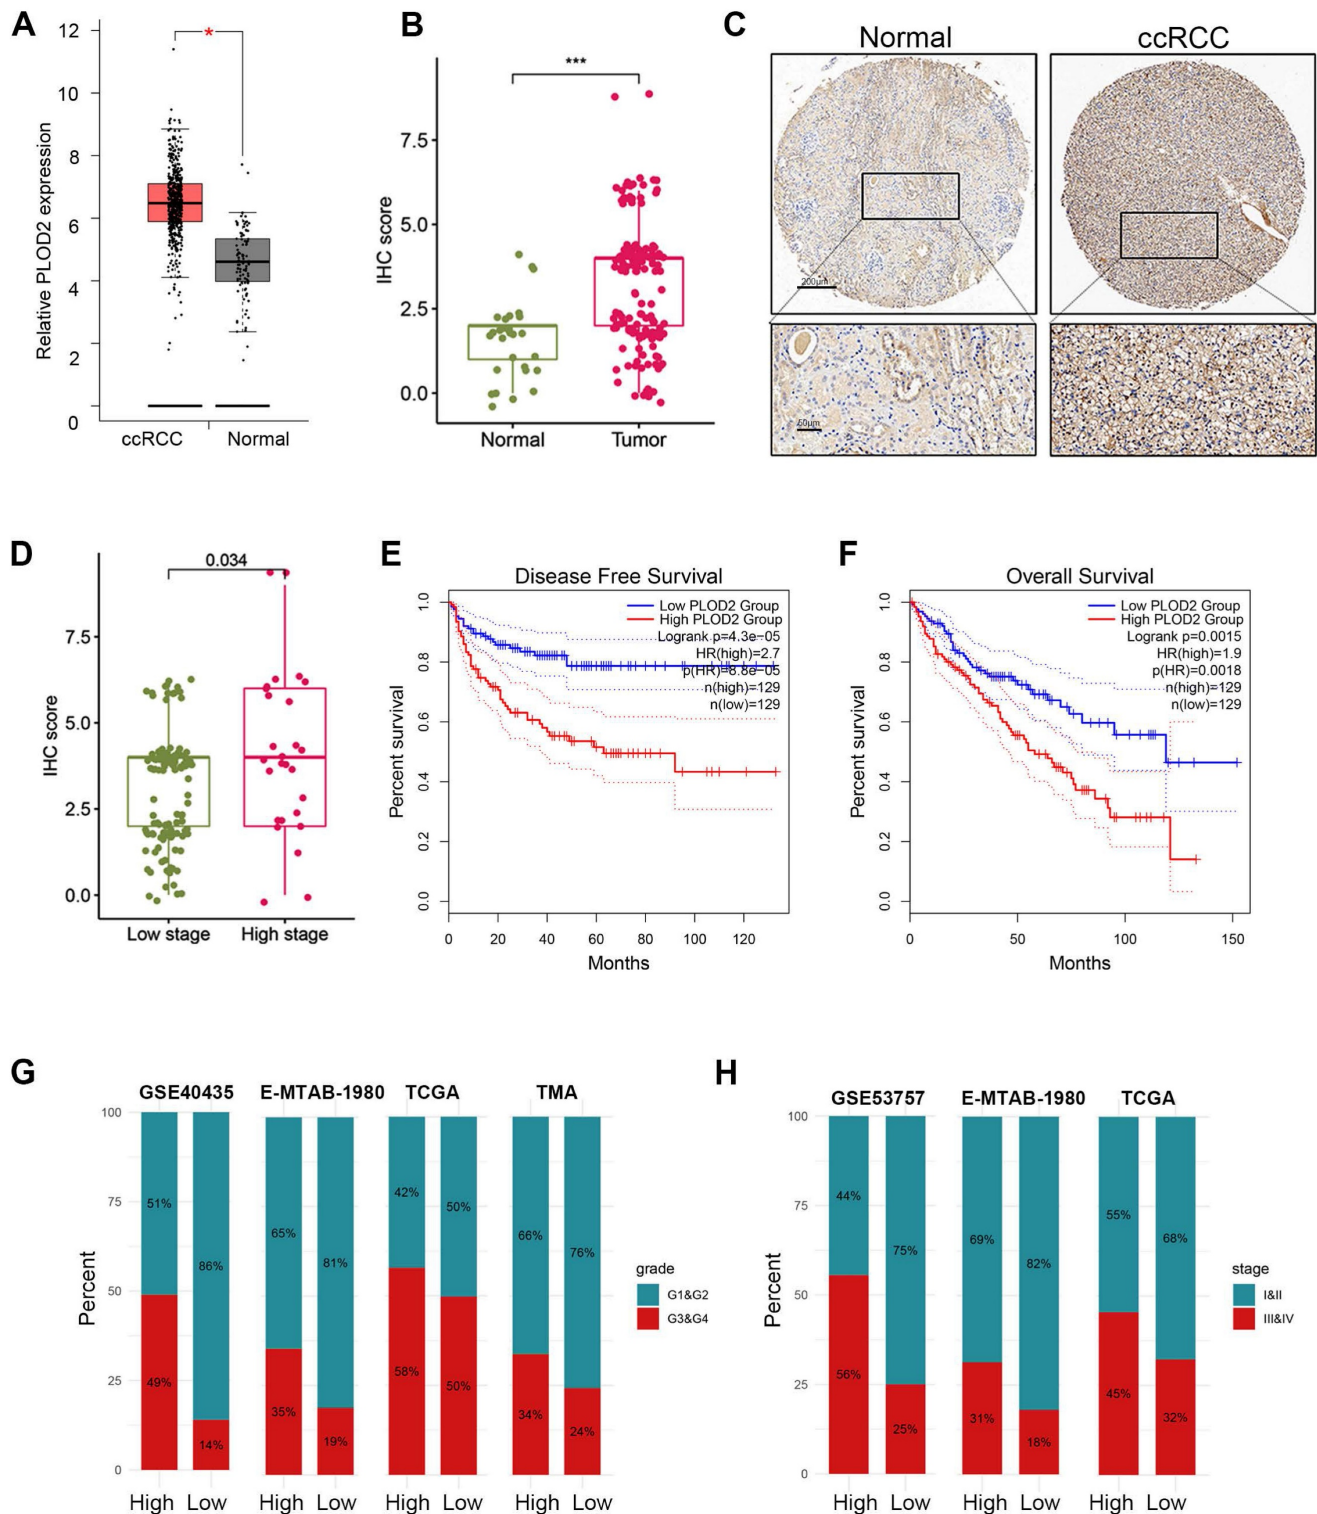 A
12
10
8
6
4
2
0
Relative PLOD2 expression
*
ccRCC
Normal
B
***
7.5
5.0
2.5
0.0
IHC score
Normal
Tumor
C
Normal
ccRCC
200μm
50μm
D
0.034
7.5
5.0
2.5
0.0
IHC score
Low stage
High stage
E
Disease Free Survival
Low PLOD2 Group
High PLOD2 Group
Logrank p=4.3e−05
HR(high)=2.7
p(HR)=8.8e−05
n(high)=129
n(low)=129
1.0
0.8
0.6
0.4
0.2
0.0
Percent survival
0 20 40 60 80 100 120
Months
F
Overall Survival
Low PLOD2 Group
High PLOD2 Group
Logrank p=0.0015
HR(high)=1.9
p(HR)=0.0018
n(high)=129
n(low)=129
1.0
0.8
0.6
0.4
0.2
0.0
Percent survival
0 50 100 150
Months
G
GSE40435 E-MTAB-1980 TCGA TMA
100
75
50
25
0
Percent
51% 86% 65% 81% 42% 50% 66% 76%
49% 14% 35% 19% 58% 50% 34% 24%
High Low High Low High Low High Low
grade
G1&G2
G3&G4
H
GSE53757 E-MTAB-1980 TCGA
100
75
50
25
0
Percent
44% 75% 69% 82% 55% 68%
56% 25% 31% 18% 45% 32%
High Low High Low High Low
stage
I&II
III&IV